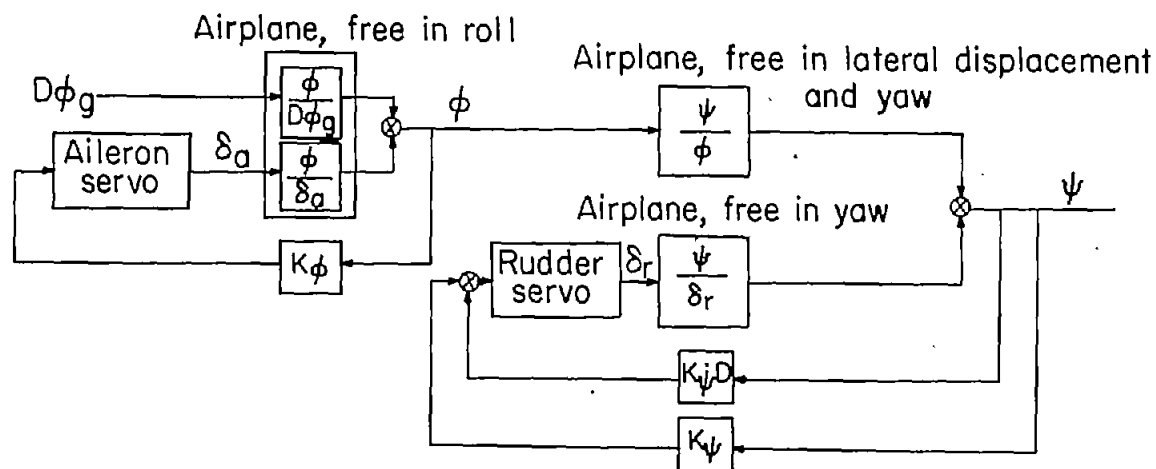 Airplane, free in roll
Airplane, free in lateral displacement
and yaw
Dϕg
ϕ
Dϕg
ϕ
ψ
ϕ
Aileron
servo
δa
ϕ
δa
ψ
Airplane, free in yaw
Kϕ
Rudder
servo
δr
ψ
δr
Kψ̇D
Kψ